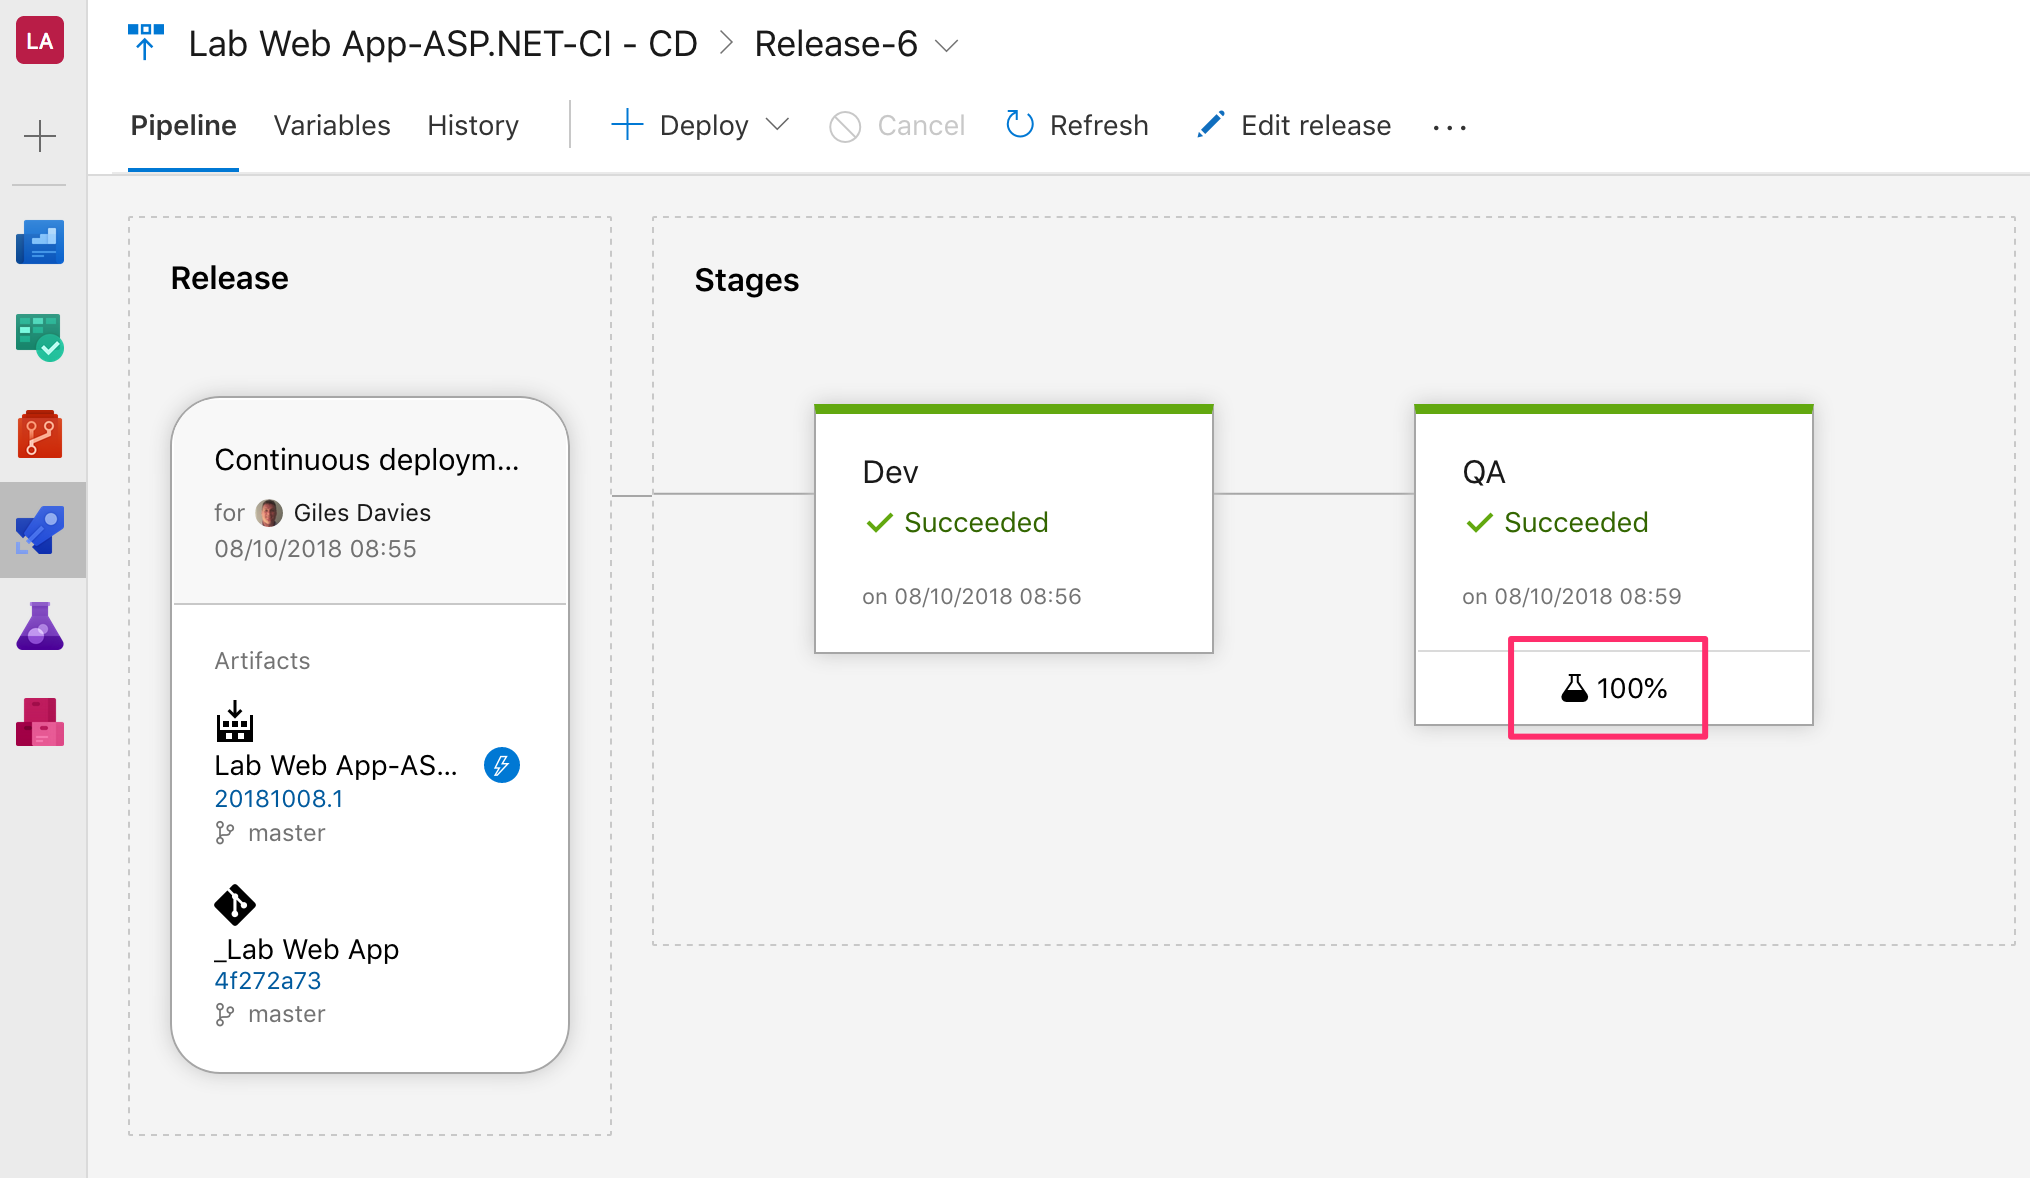 LA
Lab Web App-ASP.NET-CI - CD > Release-6
Pipeline Variables History Deploy Cancel Refresh Edit release ...
Release
Continuous deploym...
for Giles Davies
08/10/2018 08:55
Artifacts
Lab Web App-AS...
20181008.1
master
_Lab Web App
4f272a73
master
Stages
Dev
Succeeded
on 08/10/2018 08:56
QA
Succeeded
on 08/10/2018 08:59
100%